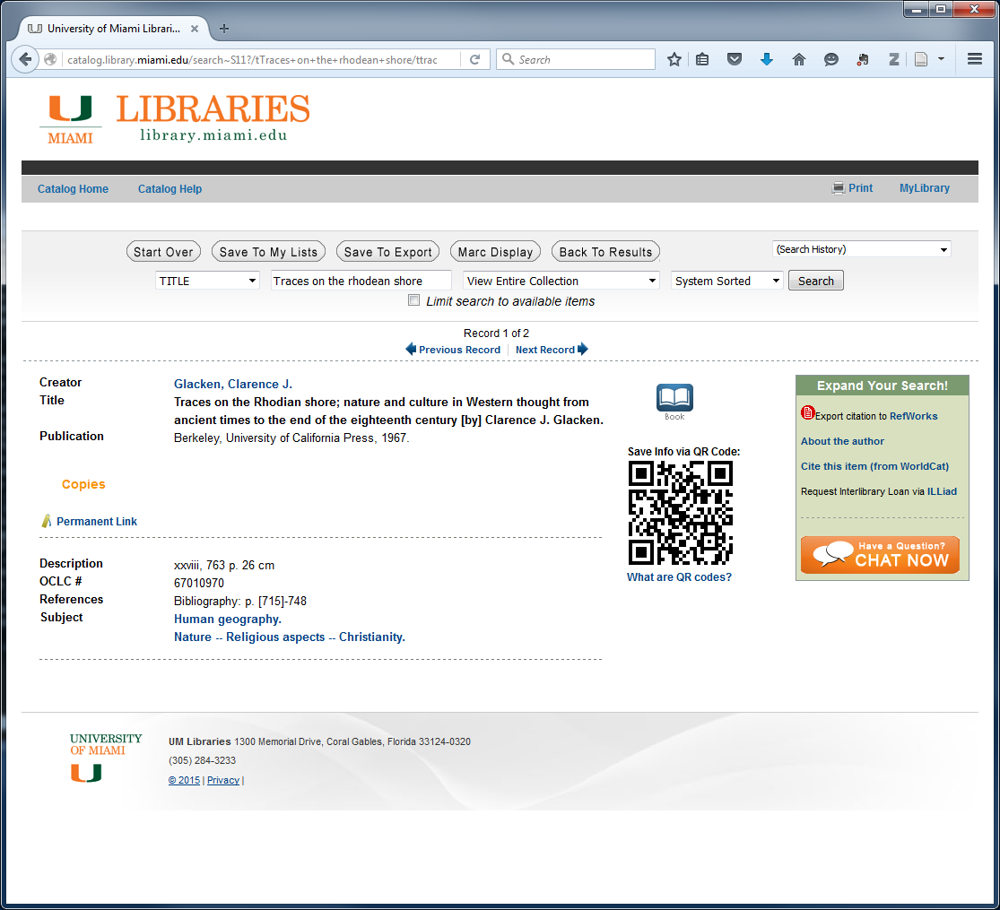 University of Miami Librari...
catalog.library.miami.edu/search~S11?/tTraces+on+the+rhodean+shore/ttrac
Search
U
MIAMI
LIBRARIES
library.miami.edu
Catalog Home Catalog Help Print MyLibrary
Start Over Save To My Lists Save To Export Marc Display Back To Results (Search History)
TITLE Traces on the rhodean shore View Entire Collection System Sorted Search
Limit search to available items
Record 1 of 2
Previous Record | Next Record
Creator Glacken, Clarence J.
Title Traces on the Rhodian shore; nature and culture in Western thought from
ancient times to the end of the eighteenth century [by] Clarence J. Glacken.
Publication Berkeley, University of California Press, 1967.
Copies
Permanent Link
Description xxviii, 763 p. 26 cm
OCLC # 67010970
References Bibliography: p. [715]-748
Subject Human geography.
Nature -- Religious aspects -- Christianity.
Book
Save Info via QR Code:
What are QR codes?
Expand Your Search!
Export citation to RefWorks
About the author
Cite this item (from WorldCat)
Request Interlibrary Loan via ILLiad
Have a Question?
CHAT NOW
UNIVERSITY
OF MIAMI
U
UM Libraries 1300 Memorial Drive, Coral Gables, Florida 33124-0320
(305) 284-3233
© 2015 | Privacy |